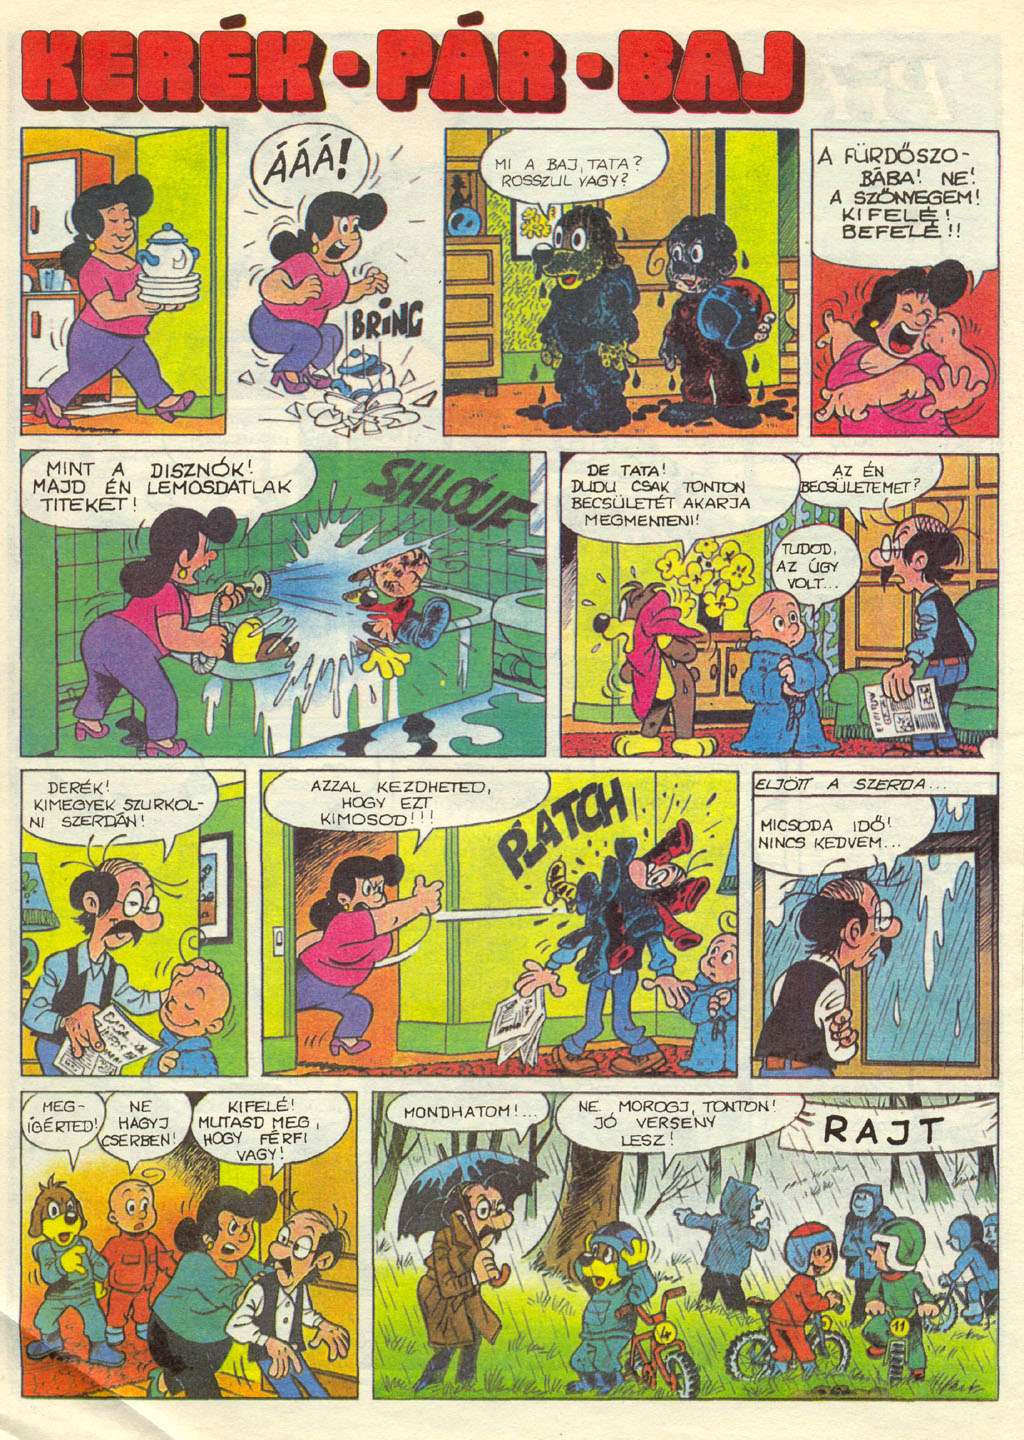 KERÉK·PÁR·BAJ
ÁÁÁ!
BRING
MI A BAJ, TATA?
ROSSZUL VAGY?
A FÜRDŐSZO-
BÁBA! NE!
A SZŐNYEGEM!
KIFELÉ!
BEFELÉ!!
MINT A DISZNÓK!
MAJD ÉN LEMOSDATLAK
TITEKET!
SHLOUF
DE TATA!
DUDLI CSAK TONTON
BECSÜLETÉT AKARJA
MEGMENTENI!
AZ ÉN
BECSÜLETEMET?
TUDOD,
AZ ÚGY
VOLT...
DERÉK!
KIMEGYEK SZURKOL-
NI SZERDÁN!
AZZAL KEZDHETED,
HOGY EZT
KIMOSOD!!!
PLATCH
ELJÖTT A SZERDA...
MICSODA IDŐ!
NINCS KEDVEM...
MEG-
ÍGÉRTED!
NE
HAGYJ
CSERBEN!
KIFELÉ!
MUTASD MEG,
HOGY FÉRFI
VAGY!
MONDHATOM!...
NE MOROGJ, TONTON!
JÓ VERSENY
LESZ!
RAJT
4
11